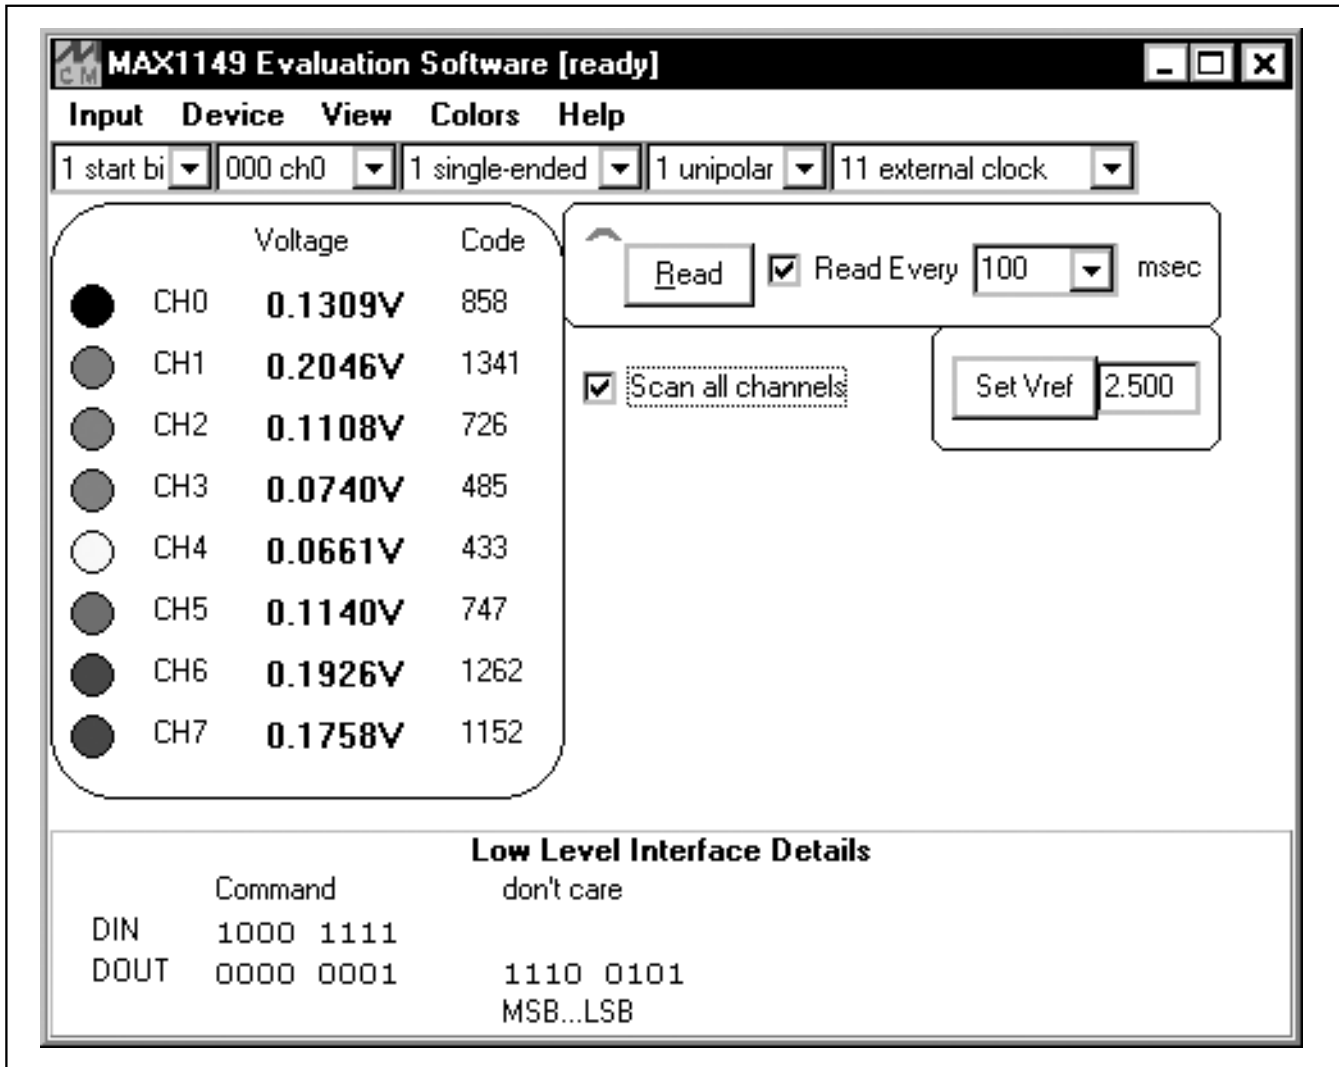 MAX1149 Evaluation Software [ready]
CM
Input Device View Colors Help
1 start bi 000 ch0 1 single-ended 1 unipolar 11 external clock
Voltage Code
CH0 0.1309V 858
CH1 0.2046V 1341
CH2 0.1108V 726
CH3 0.0740V 485
CH4 0.0661V 433
CH5 0.1140V 747
CH6 0.1926V 1262
CH7 0.1758V 1152
Read Read Every 100 msec
Scan all channels Set Vref 2.500
Low Level Interface Details
Command don't care
DIN 1000 1111
DOUT 0000 0001 1110 0101
MSB...LSB